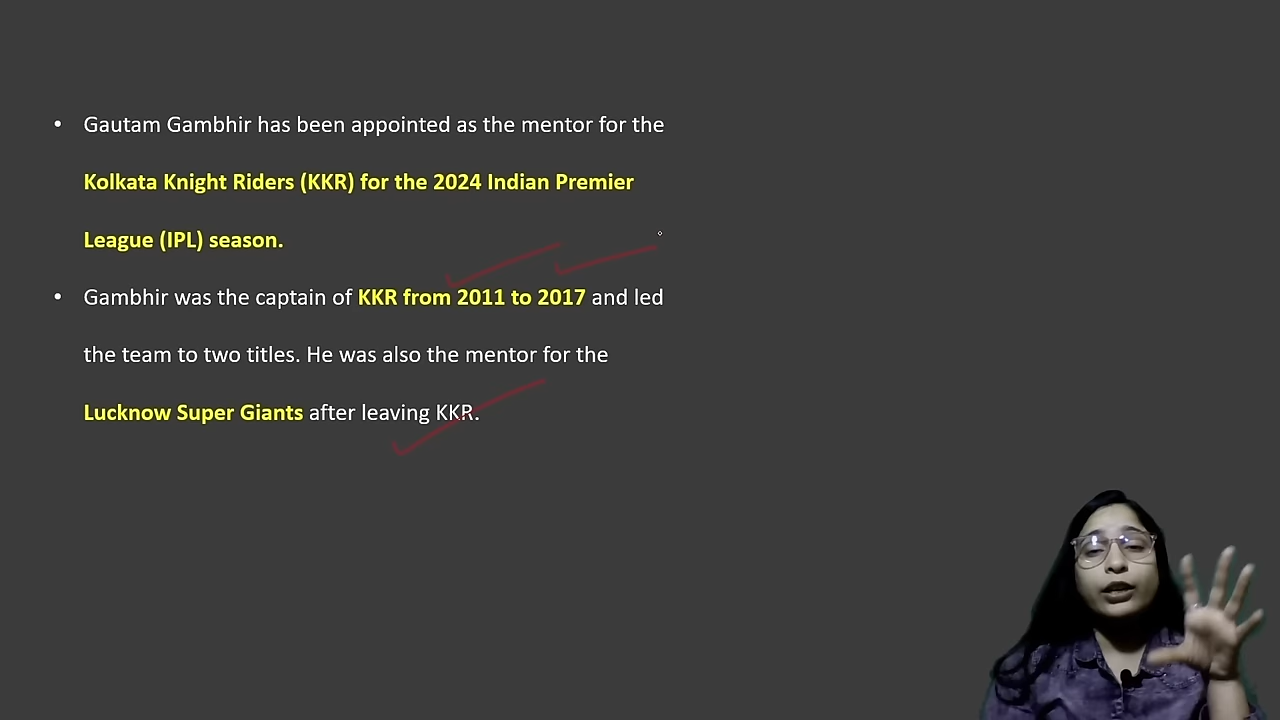 • Gautam Gambhir has been appointed as the mentor for the
Kolkata Knight Riders (KKR) for the 2024 Indian Premier
League (IPL) season.
• Gambhir was the captain of KKR from 2011 to 2017 and led
the team to two titles. He was also the mentor for the
Lucknow Super Giants after leaving KKR.